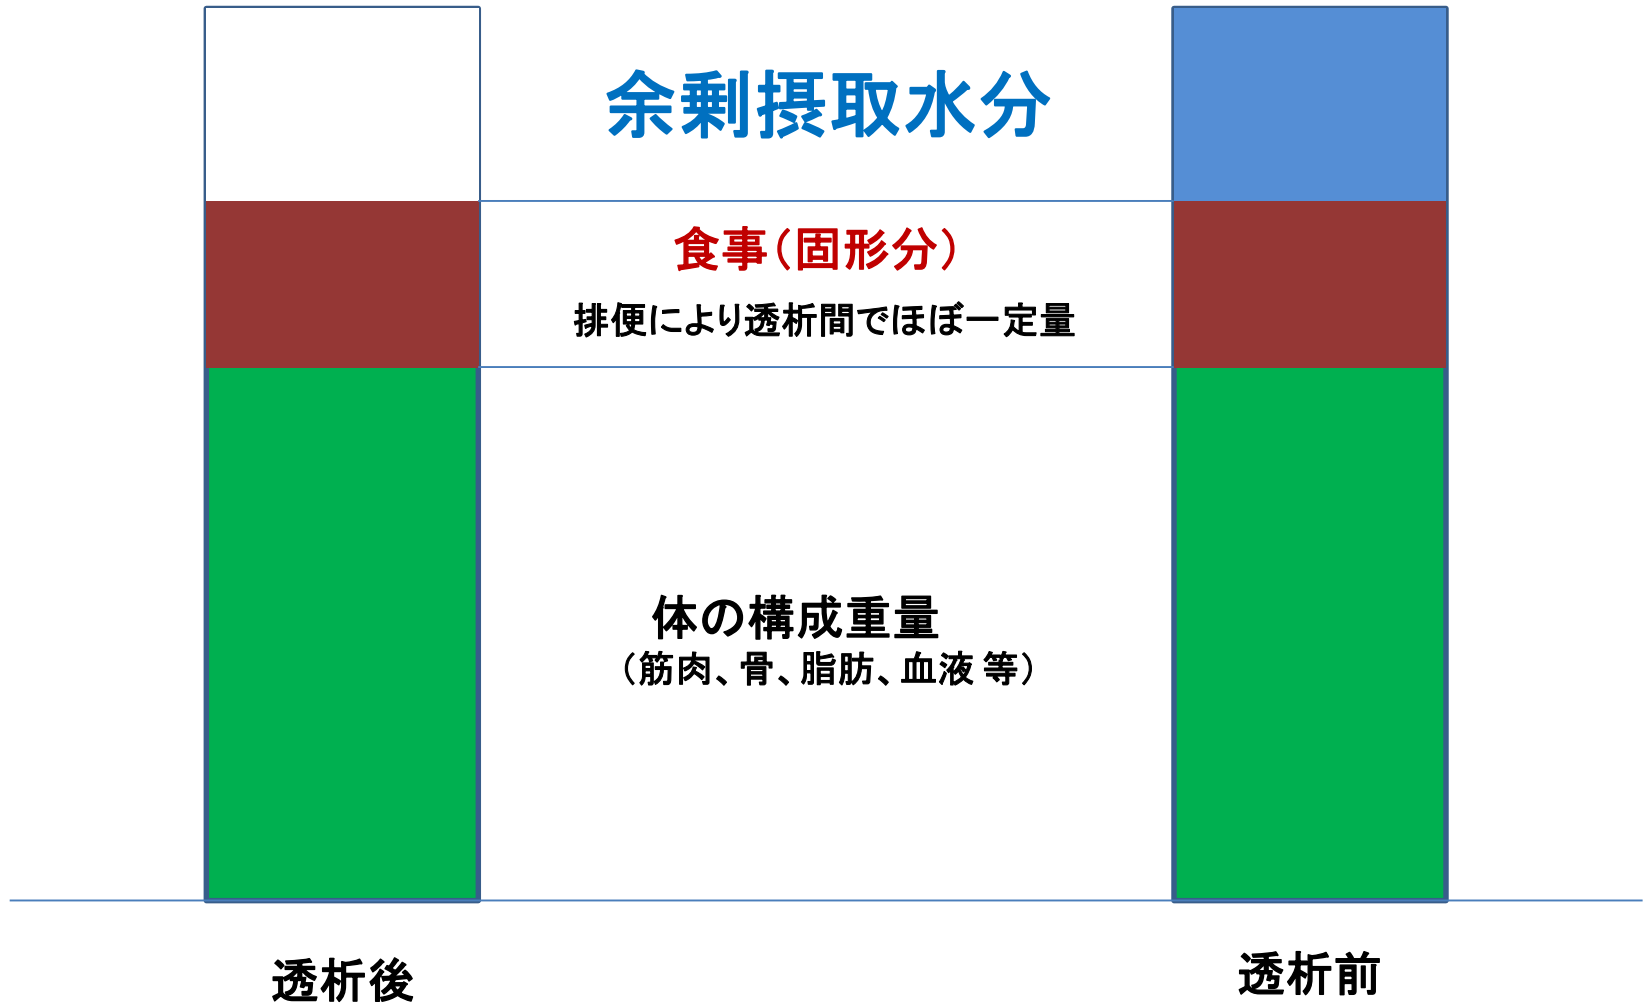 余剰摂取水分
食事（固形分）
排便により透析間でほぼ一定量
体の構成重量
（筋肉、骨、脂肪、血液 等）
透析後
透析前